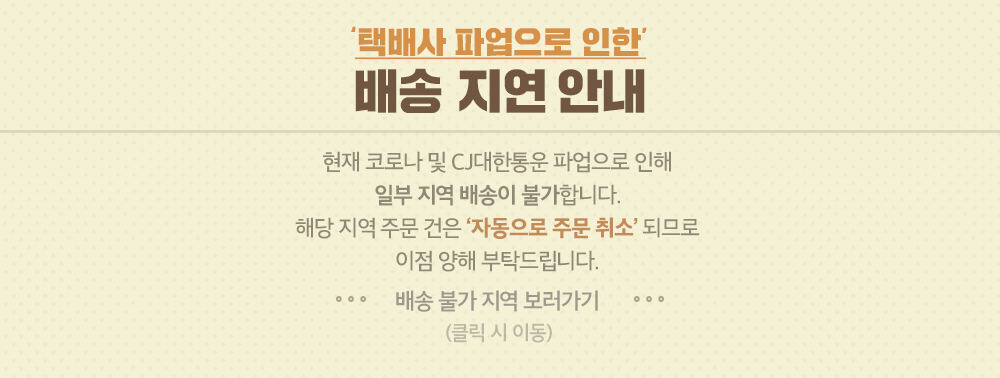 ‘택배사 파업으로 인한’
배송 지연 안내
현재 코로나 및 CJ대한통운 파업으로 인해
일부 지역 배송이 불가합니다.
해당 지역 주문 건은 ‘자동으로 주문 취소’ 되므로
이점 양해 부탁드립니다.
배송 불가 지역 보러가기
(클릭 시 이동)